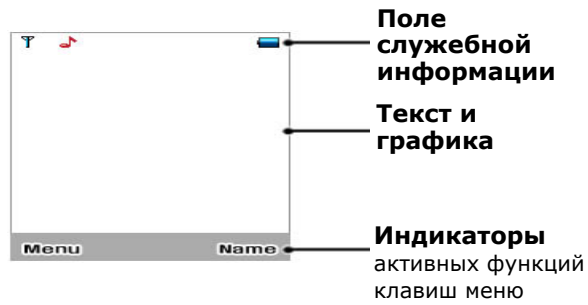 Поле
служебной
информации
Текст и
графика
Menu Name
Индикаторы
активных функций
клавиш меню